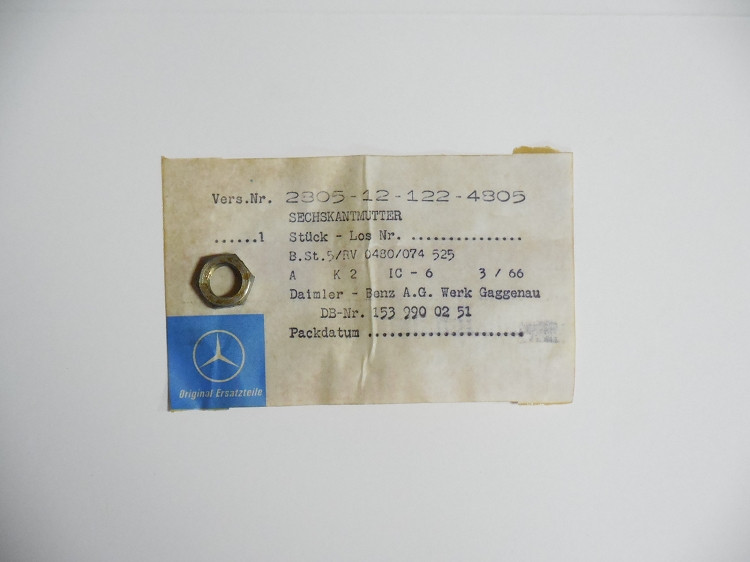 Vers.Nr. 2805-12-122-4805
SECHSKANTMUTTER
......1 Stück - Los Nr. ...............
B.St.5/RV 0480/074 525
A K 2 IC - 6 3 / 66
Daimler - Benz A.G. Werk Gaggenau
DB-Nr. 153 990 02 51
Packdatum .....................
Original Ersatzteile